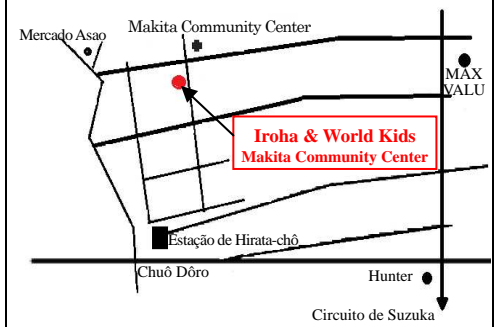 Makita Community Center
Mercado Asao
MAX
VALU
Iroha & World Kids
Makita Community Center
Estação de Hirata-chô
Chuô Dôro
Hunter
Circuito de Suzuka